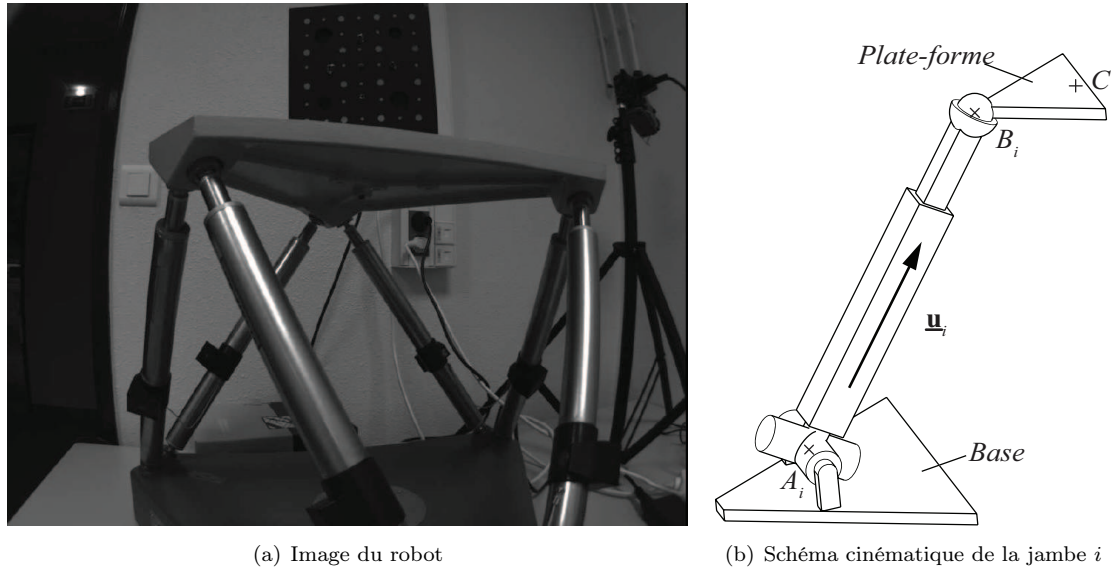 Plate-forme
C
B_i
u_i
A_i
Base
(a) Image du robot
(b) Schéma cinématique de la jambe i